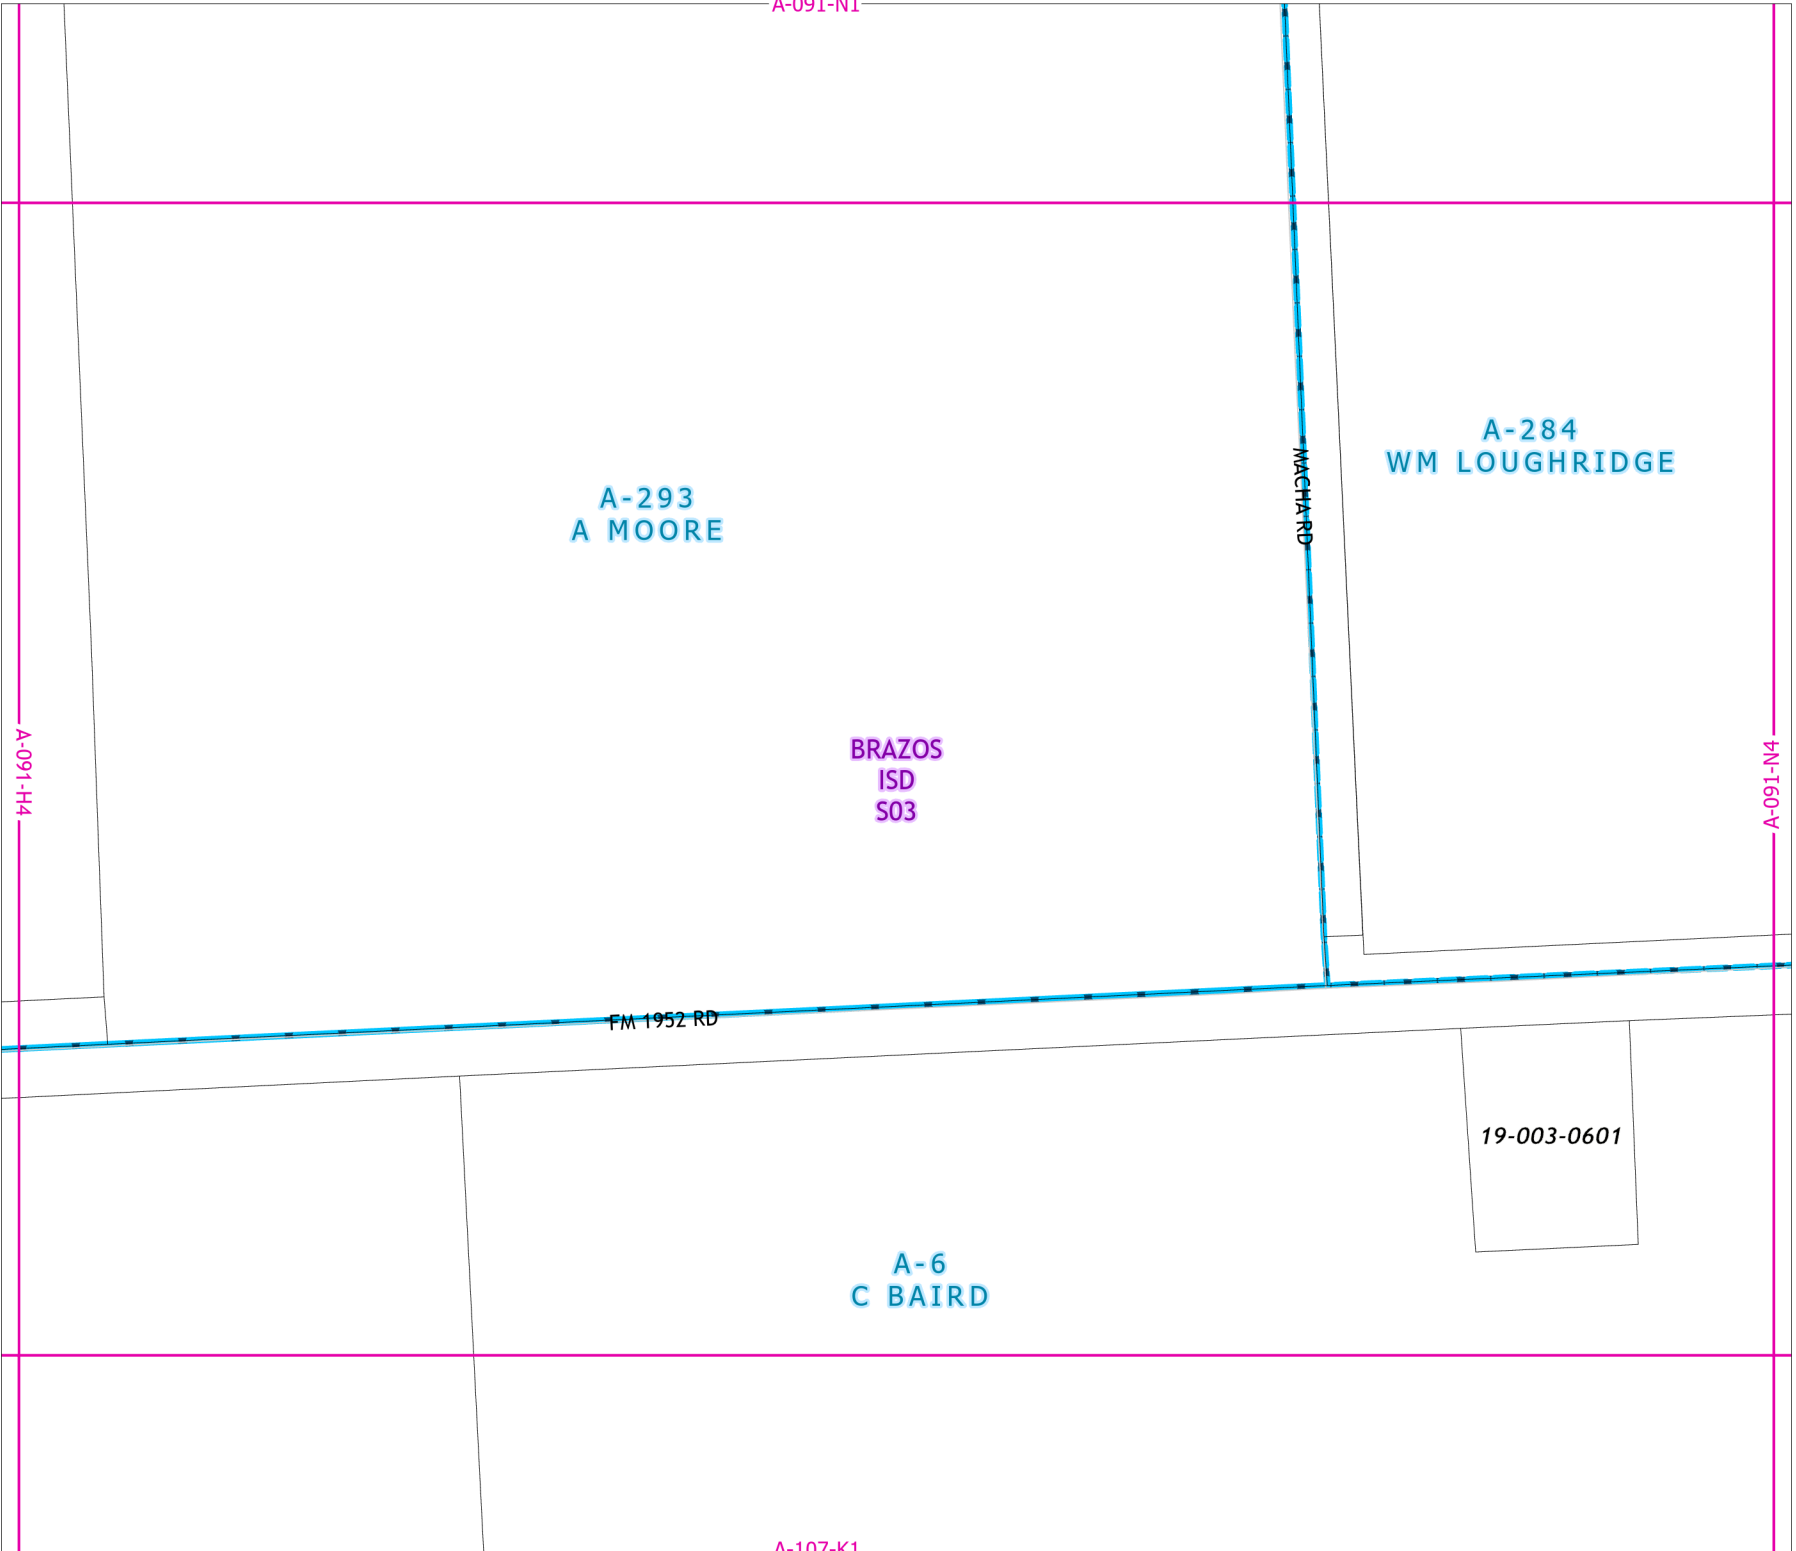 A-091-N1
A-284
WM LOUGHRIDGE
A-293
A MOORE
MACHA RD
BRAZOS
ISD
S03
A-091-H4
A-091-N4
FM 1952 RD
19-003-0601
A-6
C BAIRD
A-107-K1